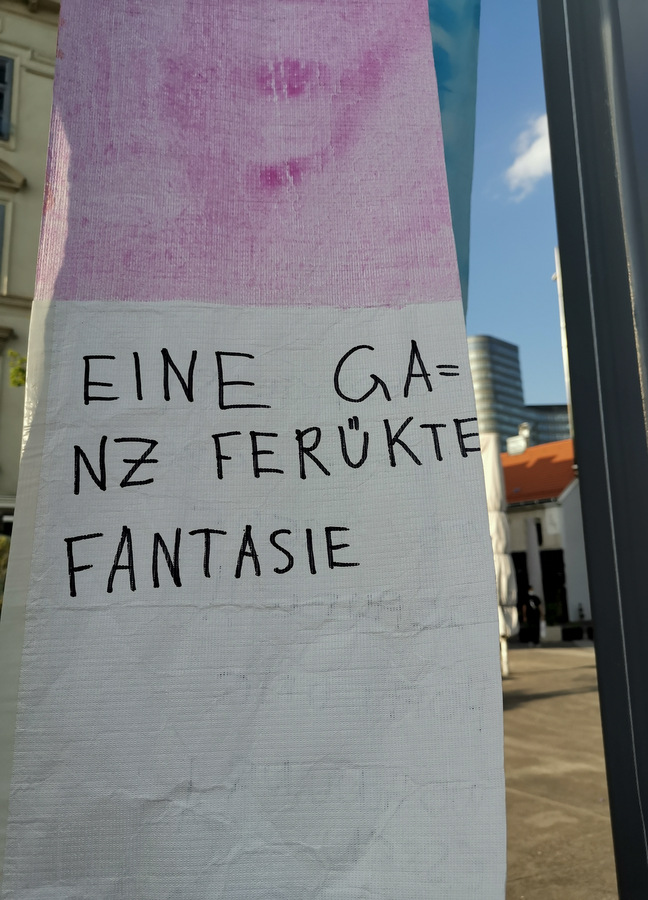 EINE GA=
NZ FERÜKTE
FANTASIE